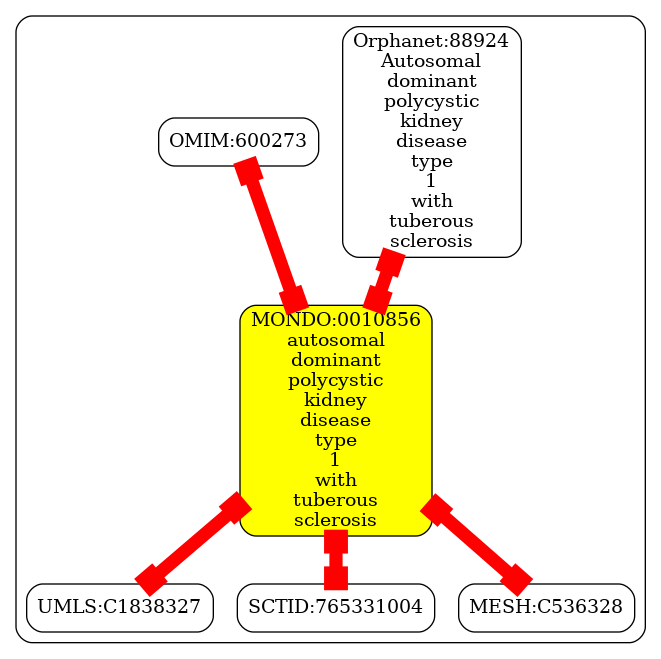 Orphanet:88924
Autosomal
dominant
polycystic
kidney
disease
type
1
with
tuberous
sclerosis
OMIM:600273
MONDO:0010856
autosomal
dominant
polycystic
kidney
disease
type
1
with
tuberous
sclerosis
UMLS:C1838327
SCTID:765331004
MESH:C536328